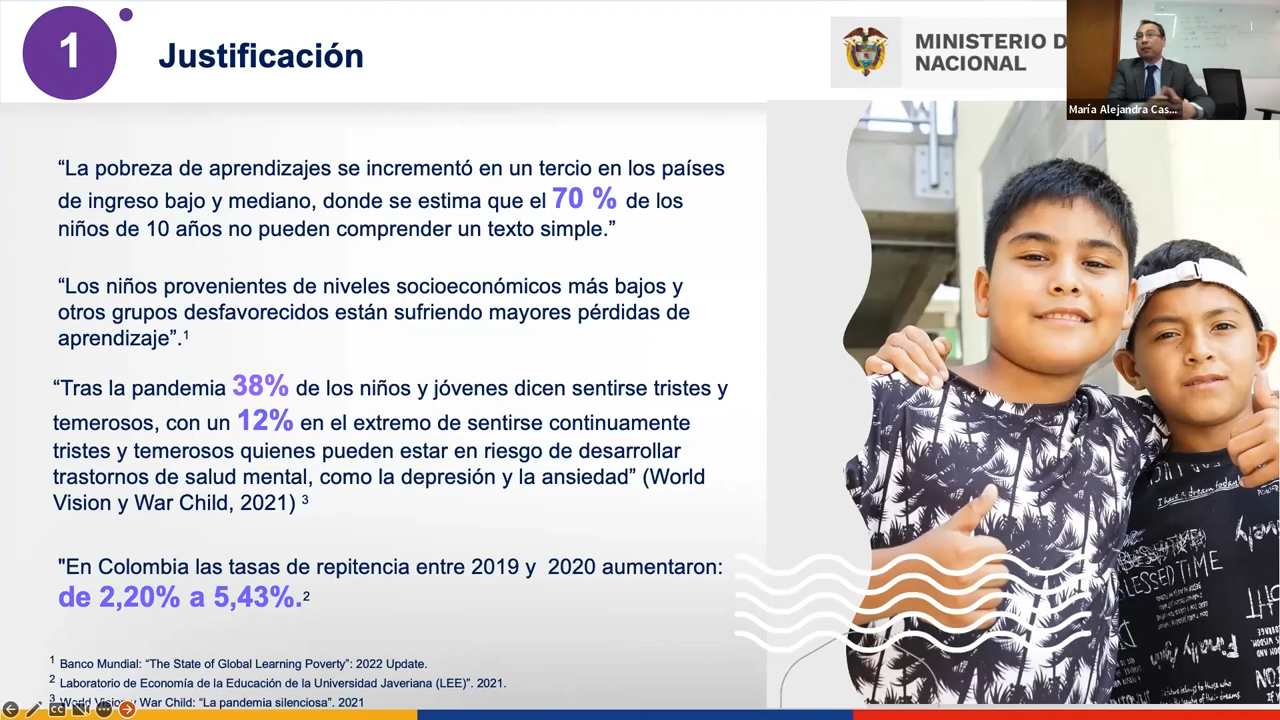 1
Justificación
MINISTERIO D
NACIONAL
María Alejandra Cas...
“La pobreza de aprendizajes se incrementó en un tercio en los países
de ingreso bajo y mediano, donde se estima que el 70 % de los
niños de 10 años no pueden comprender un texto simple.”
“Los niños provenientes de niveles socioeconómicos más bajos y
otros grupos desfavorecidos están sufriendo mayores pérdidas de
aprendizaje”.1
“Tras la pandemia 38% de los niños y jóvenes dicen sentirse tristes y
temerosos, con un 12% en el extremo de sentirse continuamente
tristes y temerosos quienes pueden estar en riesgo de desarrollar
trastornos de salud mental, como la depresión y la ansiedad” (World
Vision y War Child, 2021) 3
"En Colombia las tasas de repitencia entre 2019 y 2020 aumentaron:
de 2,20% a 5,43%.2
1 Banco Mundial: “The State of Global Learning Poverty”: 2022 Update.
2 Laboratorio de Economía de la Educación de la Universidad Javeriana (LEE)”. 2021.
3 World Vision y War Child: “La pandemia silenciosa”. 2021
I have a dream today
BLESSED TIME
Finally Again